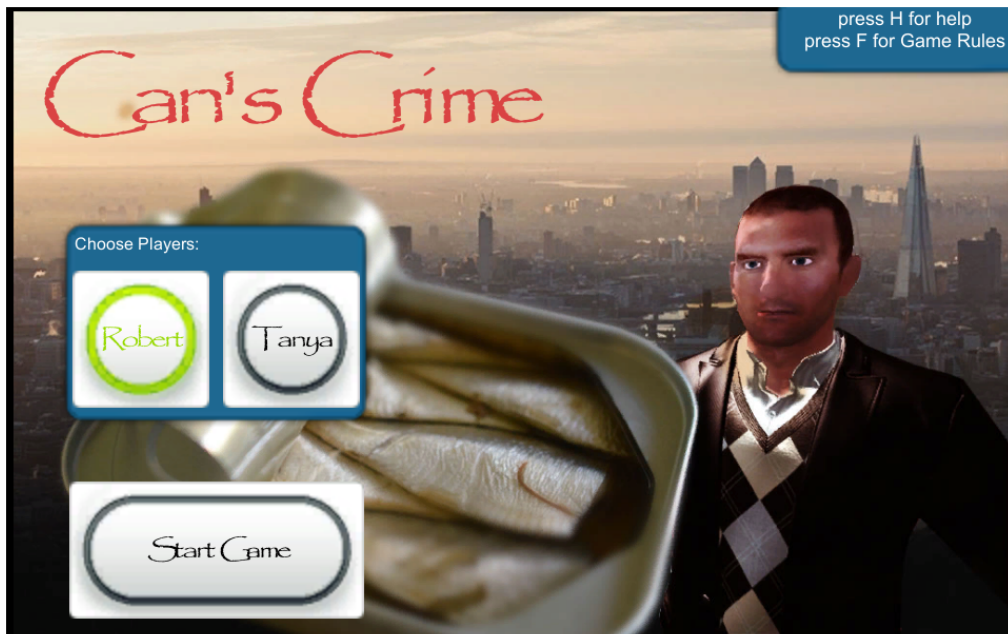 press H for help
press F for Game Rules
Can's Crime
Choose Players:
Robert
Tanya
Start Game